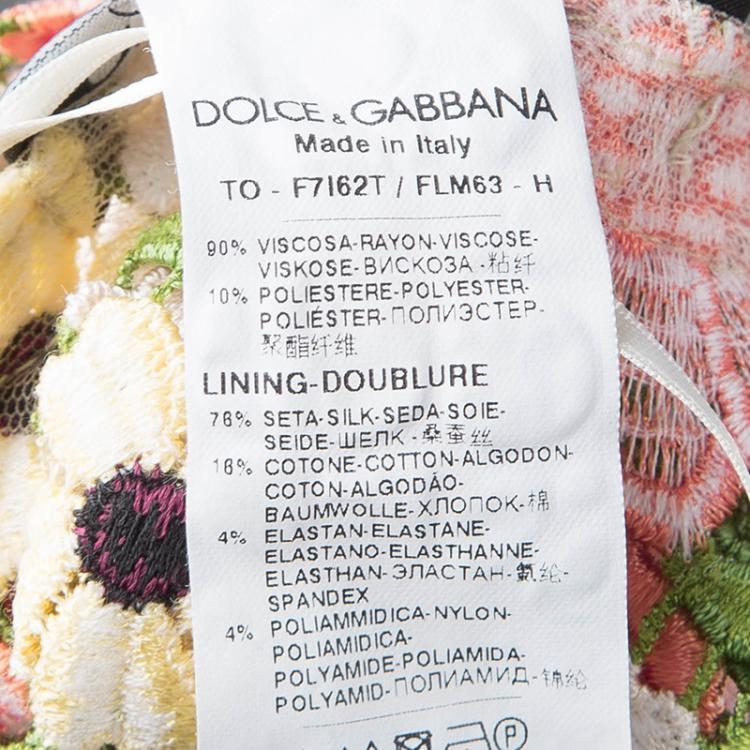 DOLCE & GABBANA
Made in Italy
TO - F7I62T / FLM63 - H
90% VISCOSA-RAYON-VISCOSE-
VISKOSE-ВИСКОЗА -粘纤
10% POLIESTERE-POLYESTER-
POLIÉSTER-ПОЛИЭСТЕР-
聚酯纤维
LINING-DOUBLURE
76% SETA-SILK-SEDA-SOIE-
SEIDE-ШЕЛК -桑蚕丝
16% COTONE-COTTON-ALGODON-
COTON-ALGODÃO-
BAUMWOLLE-ХЛОПОК-棉
4% ELASTAN-ELASTANE-
ELASTANO-ELASTHANNE-
ELASTHAN-ЭЛАСТАН-氨纶-
SPANDEX
4% POLIAMMIDICA-NYLON-
POLIAMIDICA-
POLYAMIDE-POLIAMIDA-
POLYAMID-ПОЛИАМИД-锦纶
P